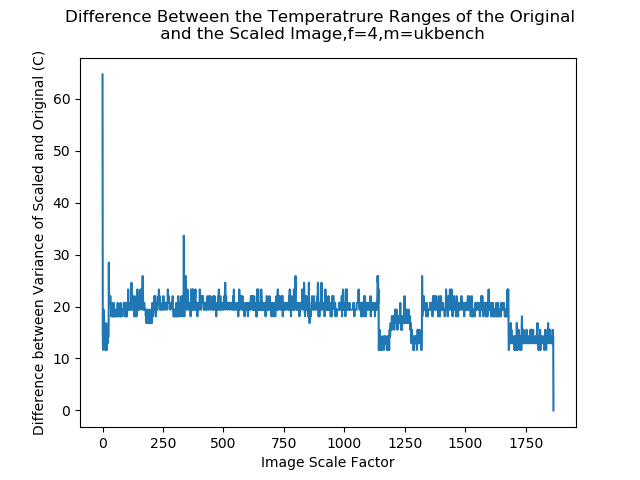 Difference Between the Temperatrure Ranges of the Original
and the Scaled Image,f=4,m=ukbench
Difference between Variance of Scaled and Original (C)
60
50
40
30
20
10
0
0 250 500 750 1000 1250 1500 1750
Image Scale Factor